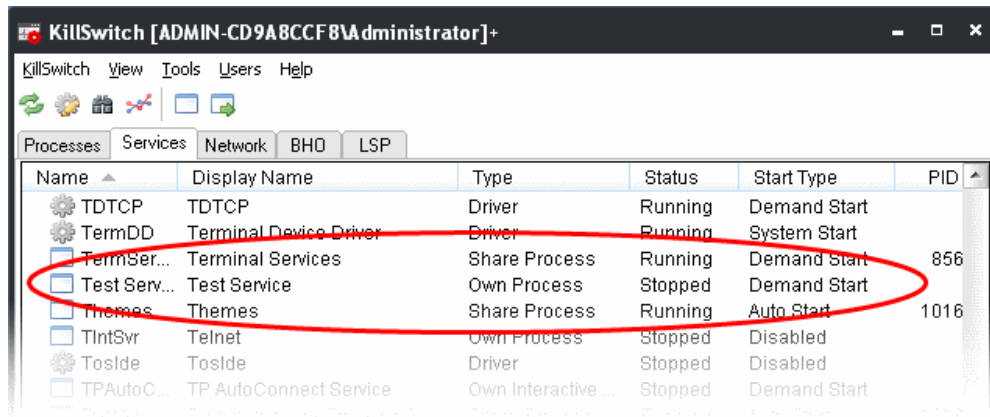 KillSwitch [ADMIN-CD9A8CCF8\Administrator]+
KillSwitch View Tools Users Help
Processes Services Network BHO LSP
Name Display Name Type Status Start Type PID
TDTCP TDTCP Driver Running Demand Start
TermDD Terminal Device Driver Driver Running System Start
TermSer... Terminal Services Share Process Running Demand Start 856
Test Serv... Test Service Own Process Stopped Demand Start
Themes Themes Share Process Running Auto Start 1016
TlntSvr Telnet Own Process Stopped Disabled
TosIde TosIde Driver Stopped Disabled
TPAutoC... TP AutoConnect Service Own Interactive ... Stopped Demand Start